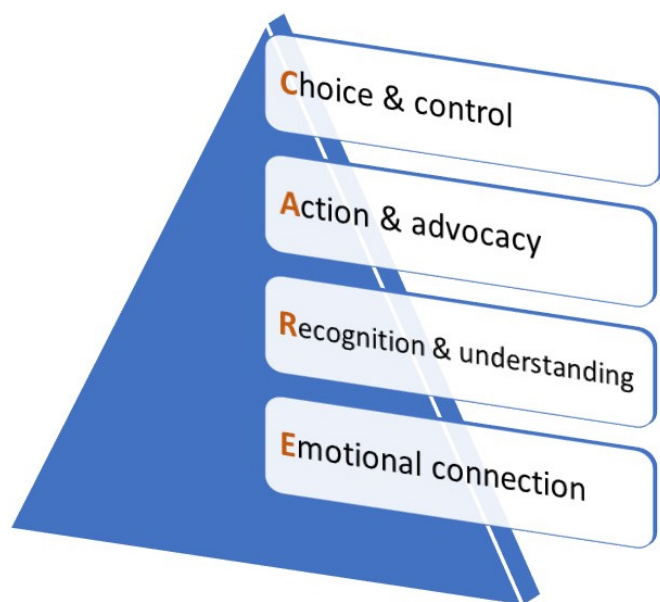 Choice & control
Action & advocacy
Recognition & understanding
Emotional connection